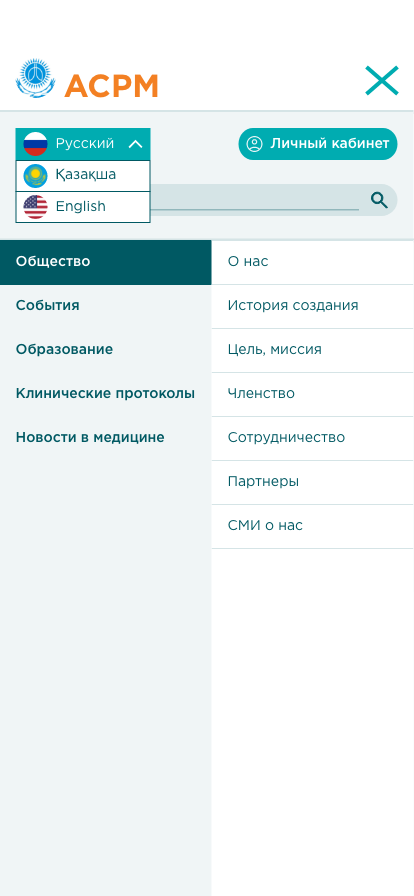 АСРМ
Русский
Личный кабинет
Қазақша
English
Общество
О нас
События
История создания
Образование
Цель, миссия
Клинические протоколы
Членство
Новости в медицине
Сотрудничество
Партнеры
СМИ о нас